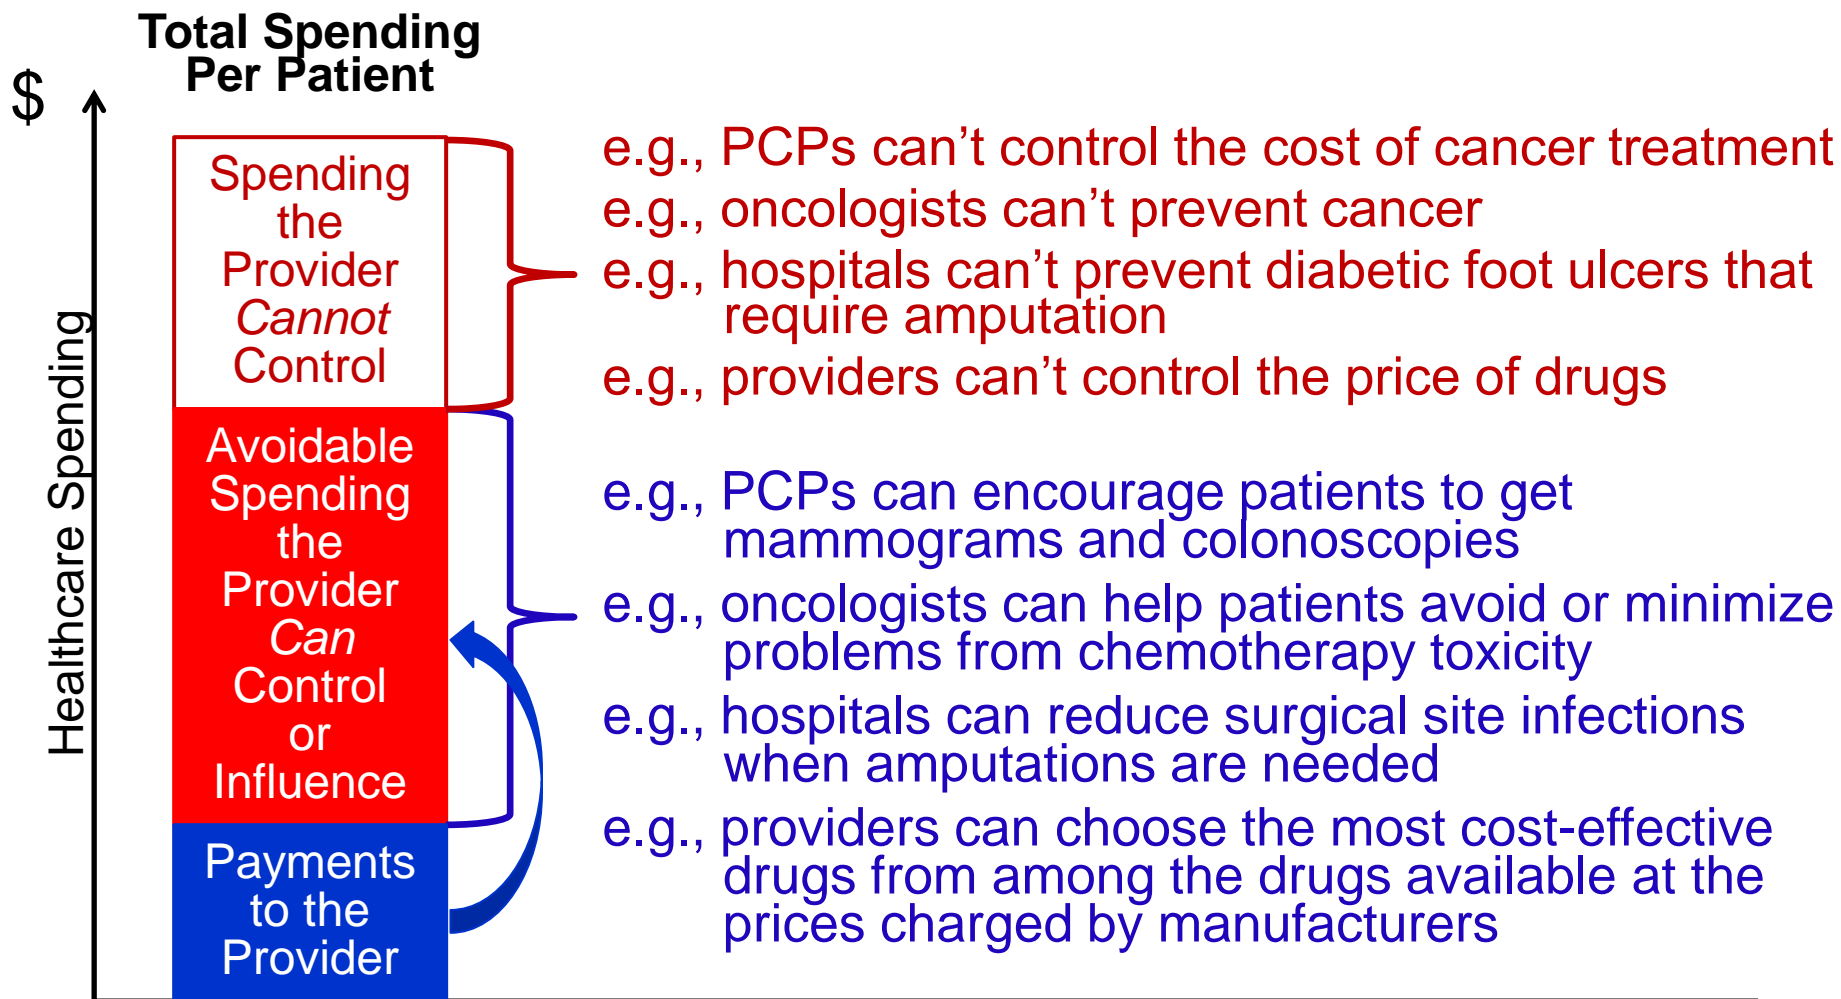 Total Spending
Per Patient
$
Healthcare Spending
Spending
the
Provider
Cannot
Control
Avoidable
Spending
the
Provider
Can
Control
or
Influence
Payments
to the
Provider
e.g., PCPs can’t control the cost of cancer treatment
e.g., oncologists can’t prevent cancer
e.g., hospitals can’t prevent diabetic foot ulcers that
require amputation
e.g., providers can’t control the price of drugs
e.g., PCPs can encourage patients to get
mammograms and colonoscopies
e.g., oncologists can help patients avoid or minimize
problems from chemotherapy toxicity
e.g., hospitals can reduce surgical site infections
when amputations are needed
e.g., providers can choose the most cost-effective
drugs from among the drugs available at the
prices charged by manufacturers